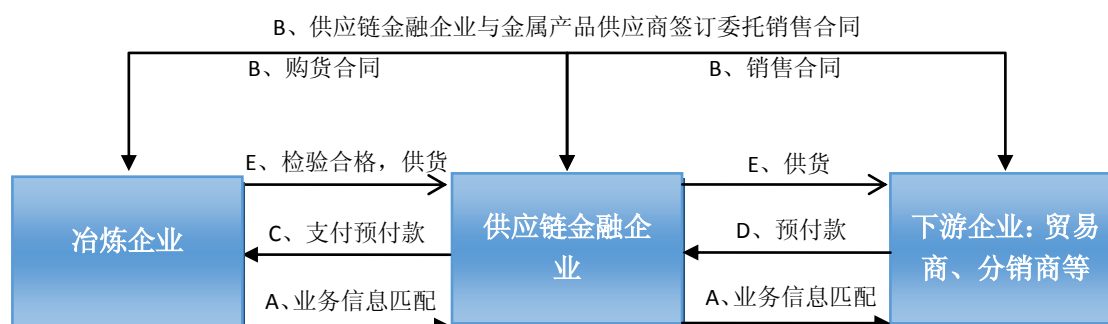 B、供应链金融企业与金属产品供应商签订委托销售合同
B、购货合同
B、销售合同
E、检验合格，供货
E、供货
冶炼企业
C、支付预付款
供应链金融企
业
D、预付款
下游企业：贸易
商、分销商等
A、业务信息匹配
A、业务信息匹配